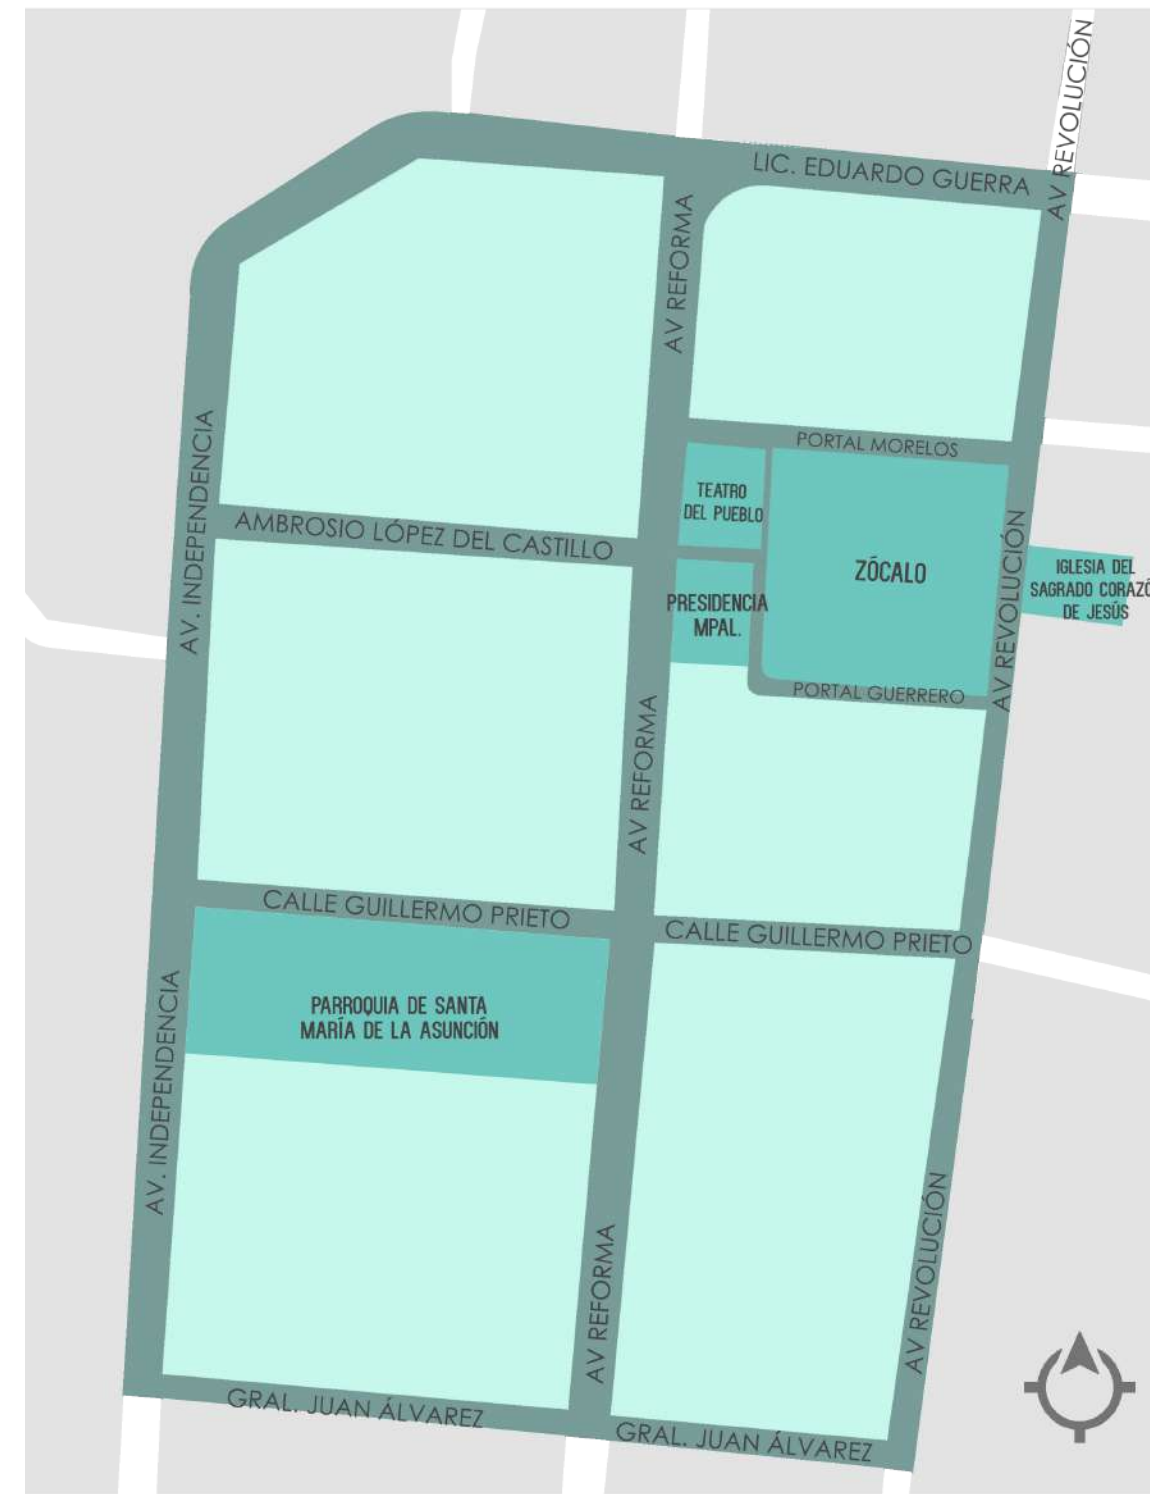 AV REVOLUCIÓN
LIC. EDUARDO GUERRA
AV REFORMA
AV. INDEPENDENCIA
PORTAL MORELOS
TEATRO
DEL PUEBLO
AMBROSIO LÓPEZ DEL CASTILLO
ZÓCALO
AV REVOLUCIÓN
IGLESIA DEL
SAGRADO CORAZÓ
DE JESÚS
PRESIDENCIA
MPAL.
PORTAL GUERRERO
AV REFORMA
CALLE GUILLERMO PRIETO
CALLE GUILLERMO PRIETO
PARROQUIA DE SANTA
MARÍA DE LA ASUNCIÓN
AV. INDEPENDENCIA
AV REFORMA
AV REVOLUCIÓN
GRAL. JUAN ÁLVAREZ
GRAL. JUAN ÁLVAREZ